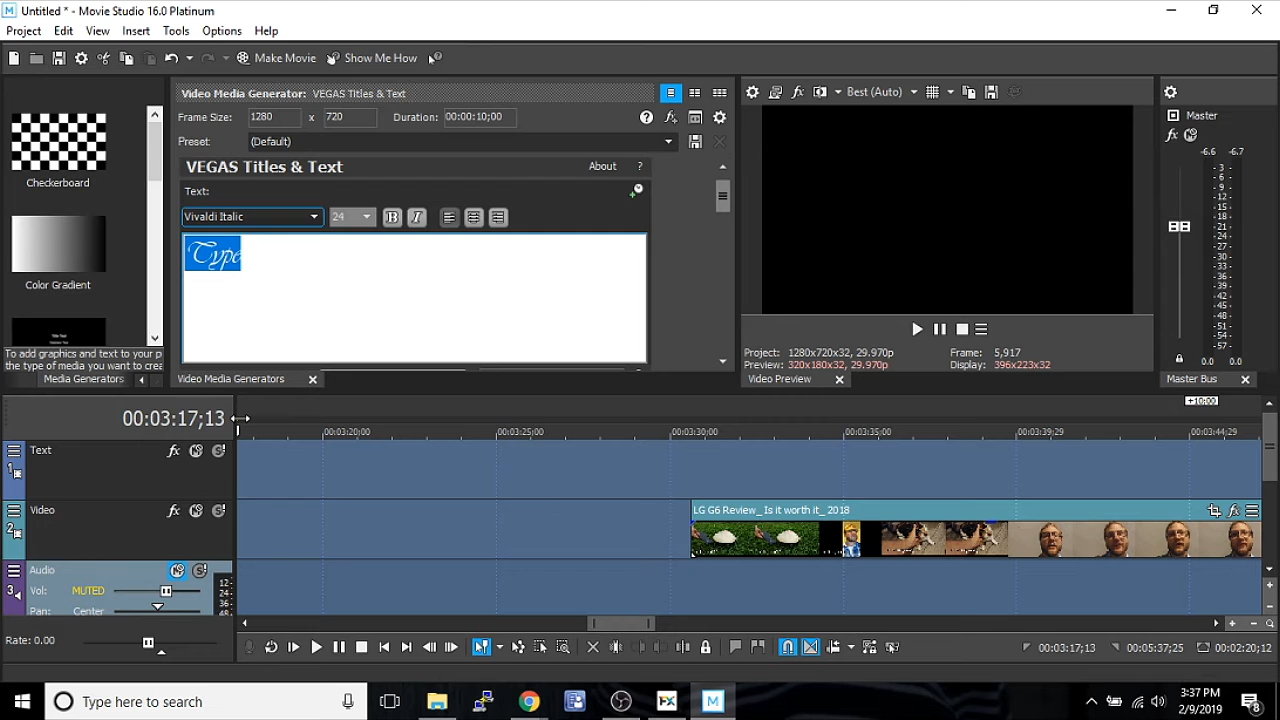 Untitled * - Movie Studio 16.0 Platinum
Project Edit View Insert Tools Options Help
Make Movie Show Me How
Checkerboard
Color Gradient
To add graphics and text to your p
the type of media you want to crea
Media Generators
Video Media Generator: VEGAS Titles & Text
Frame Size: 1280 x 720 Duration: 00:00:10;00
Preset: (Default)
VEGAS Titles & Text About ?
Text:
Vivaldi Italic 24 B I
Type
Video Media Generators
Best (Auto)
Project: 1280x720x32, 29.970p Frame: 5,917
Preview: 320x180x32, 29.970p Display: 396x223x32
Video Preview
Master
-6.6 -6.7
-3
-6
-9
-12
-15
-18
-21
-24
-27
-30
-33
-36
-39
-42
-45
-48
-51
-54
-57
0.0 0.0
Master Bus
00:03:17;13
+10;00
00:03:20;00 00:03:25;00 00:03:30;00 00:03:35;00 00:03:39;29 00:03:44;29
1 Text fx
2 Video fx
LG G6 Review_ Is it worth it_ 2018
3 Audio
Vol: MUTED
Pan: Center
12
24
36
48
Rate: 0.00
00:03:17;13 00:05:37;25 00:02:20;12
Type here to search
3:37 PM
2/9/2019
8